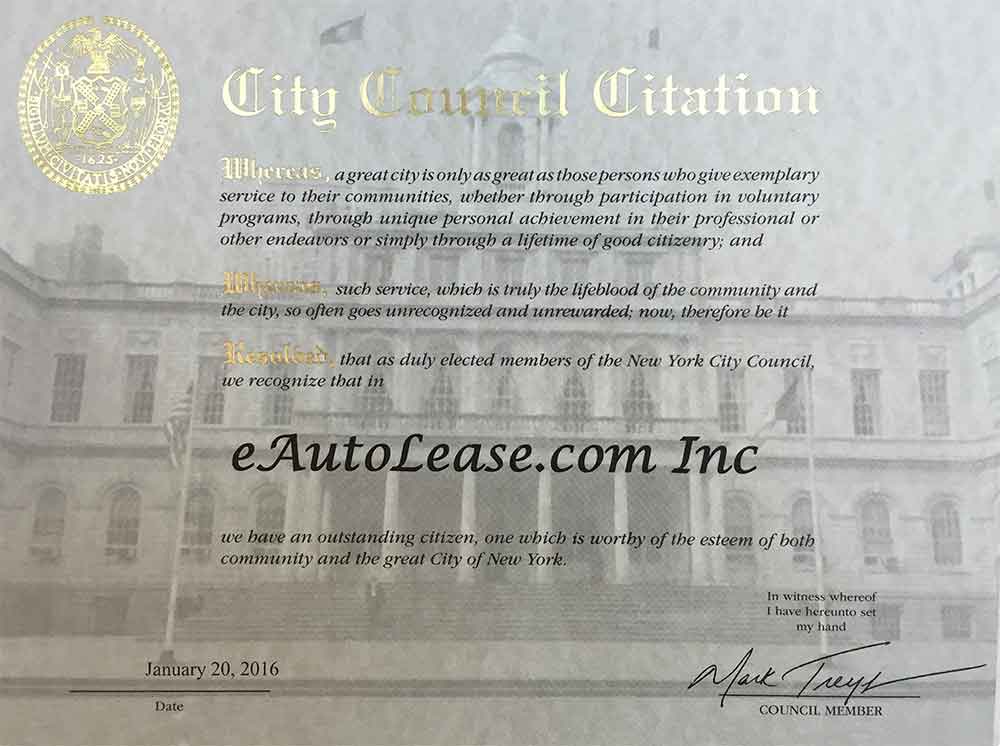 SIGILLVM CIVITATIS NOVI EBORACI
1625
City Council Citation
Whereas, a great city is only as great as those persons who give exemplary
service to their communities, whether through participation in voluntary
programs, through unique personal achievement in their professional or
other endeavors or simply through a lifetime of good citizenry; and
Whereas, such service, which is truly the lifeblood of the community and
the city, so often goes unrecognized and unrewarded; now, therefore be it
Resolved, that as duly elected members of the New York City Council,
we recognize that in
eAutoLease.com Inc
we have an outstanding citizen, one which is worthy of the esteem of both
community and the great City of New York.
In witness whereof
I have hereunto set
my hand
January 20, 2016
Mark Treyger
Date
COUNCIL MEMBER